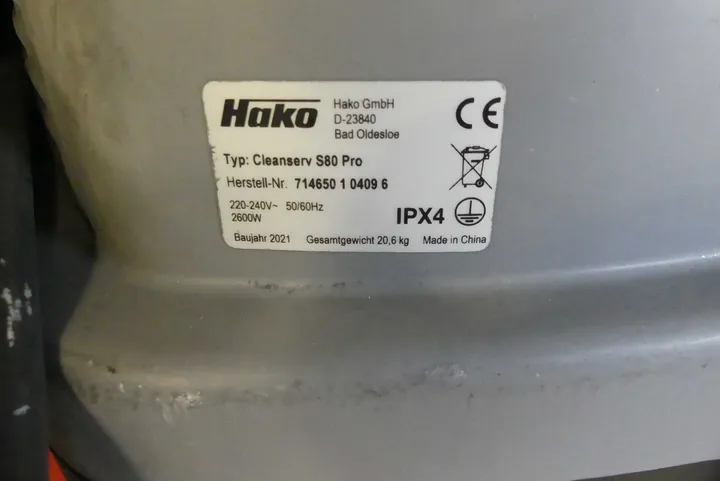 Hako
Hako GmbH
D-23840
Bad Oldesloe
CE
Typ: Cleanserv S80 Pro
Herstell-Nr. 714650 1 0409 6
220-240V~ 50/60Hz
2600W
IPX4
Baujahr 2021 Gesamtgewicht 20,6 kg Made in China